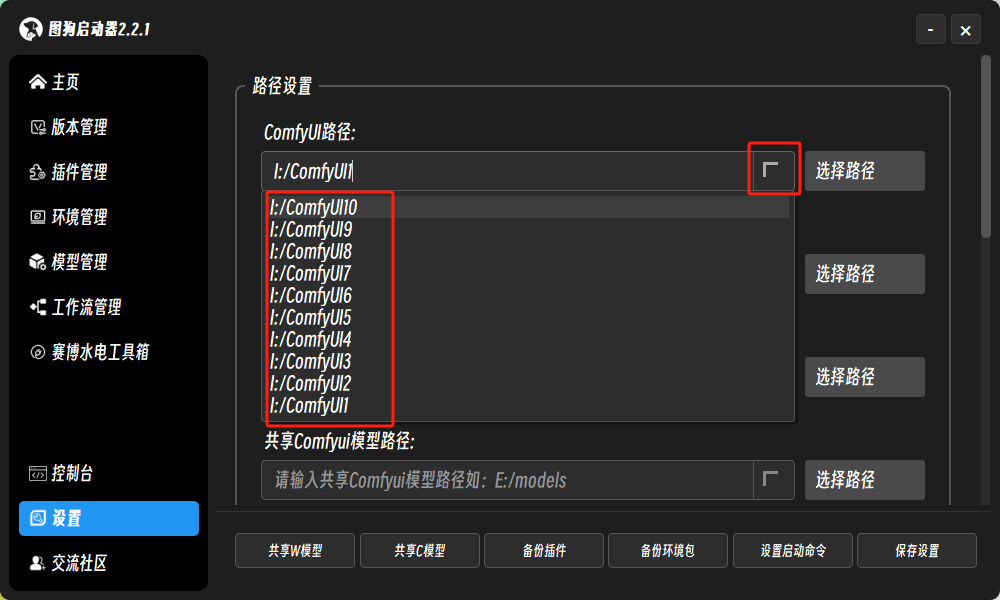 图狗启动器2.2.1
主页
版本管理
插件管理
环境管理
模型管理
工作流管理
赛博水电工具箱
控制台
设置
交流社区
路径设置
ComfyUI路径:
I:/ComfyUI1
选择路径
I:/ComfyUI10
I:/ComfyUI9
I:/ComfyUI8
I:/ComfyUI7
I:/ComfyUI6
I:/ComfyUI5
I:/ComfyUI4
I:/ComfyUI3
I:/ComfyUI2
I:/ComfyUI1
选择路径
选择路径
共享Comfyui模型路径:
请输入共享Comfyui模型路径如: E:/models
选择路径
共享W模型
共享C模型
备份插件
备份环境包
设置启动命令
保存设置